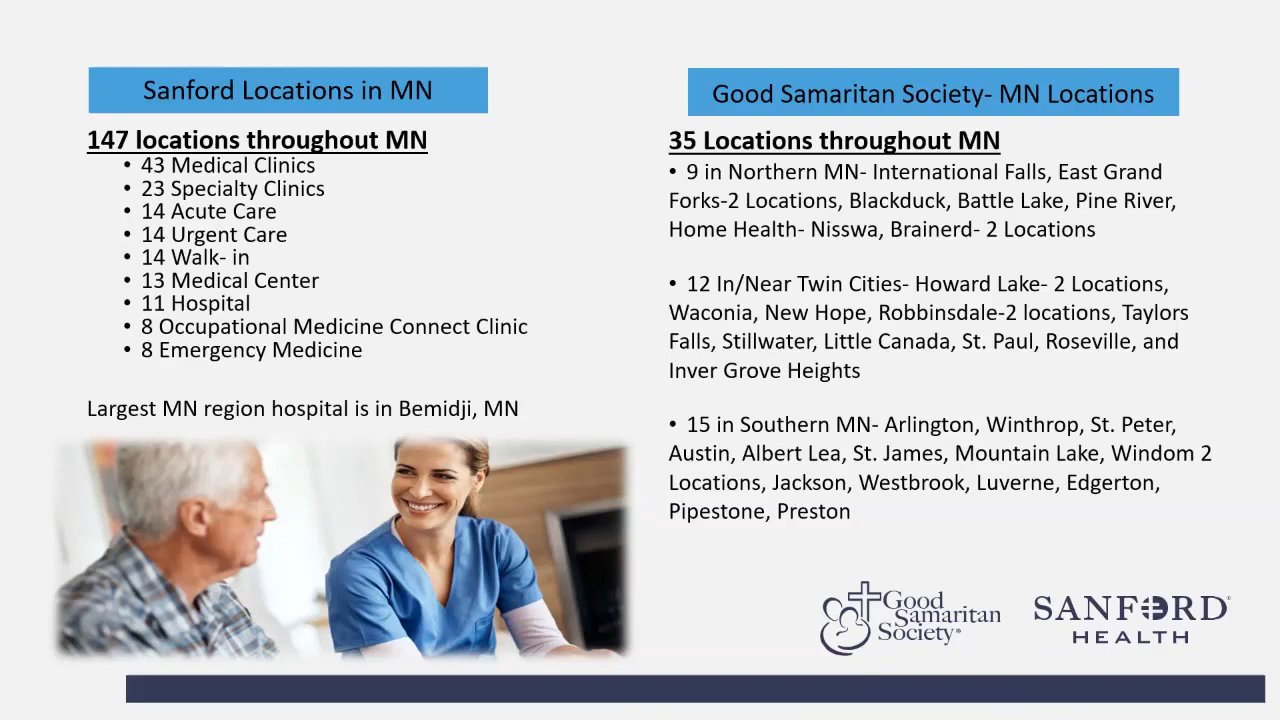 Sanford Locations in MN
147 locations throughout MN
• 43 Medical Clinics
• 23 Specialty Clinics
• 14 Acute Care
• 14 Urgent Care
• 14 Walk- in
• 13 Medical Center
• 11 Hospital
• 8 Occupational Medicine Connect Clinic
• 8 Emergency Medicine
Largest MN region hospital is in Bemidji, MN
Good Samaritan Society- MN Locations
35 Locations throughout MN
• 9 in Northern MN- International Falls, East Grand
Forks-2 Locations, Blackduck, Battle Lake, Pine River,
Home Health- Nisswa, Brainerd- 2 Locations
• 12 In/Near Twin Cities- Howard Lake- 2 Locations,
Waconia, New Hope, Robbinsdale-2 locations, Taylors
Falls, Stillwater, Little Canada, St. Paul, Roseville, and
Inver Grove Heights
• 15 in Southern MN- Arlington, Winthrop, St. Peter,
Austin, Albert Lea, St. James, Mountain Lake, Windom 2
Locations, Jackson, Westbrook, Luverne, Edgerton,
Pipestone, Preston
Good
Samaritan
Society®
SANFORD®
HEALTH